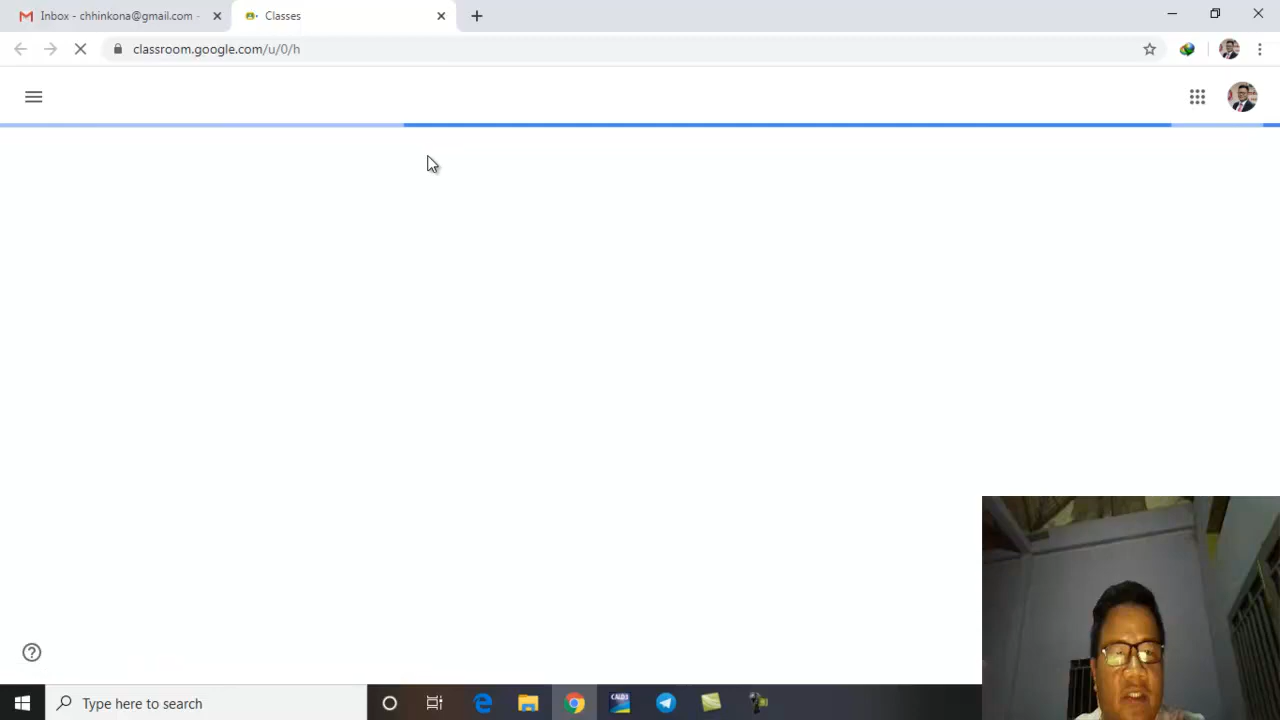 Inbox - chhinkona@gmail.com -
Classes
classroom.google.com/u/0/h
Type here to search